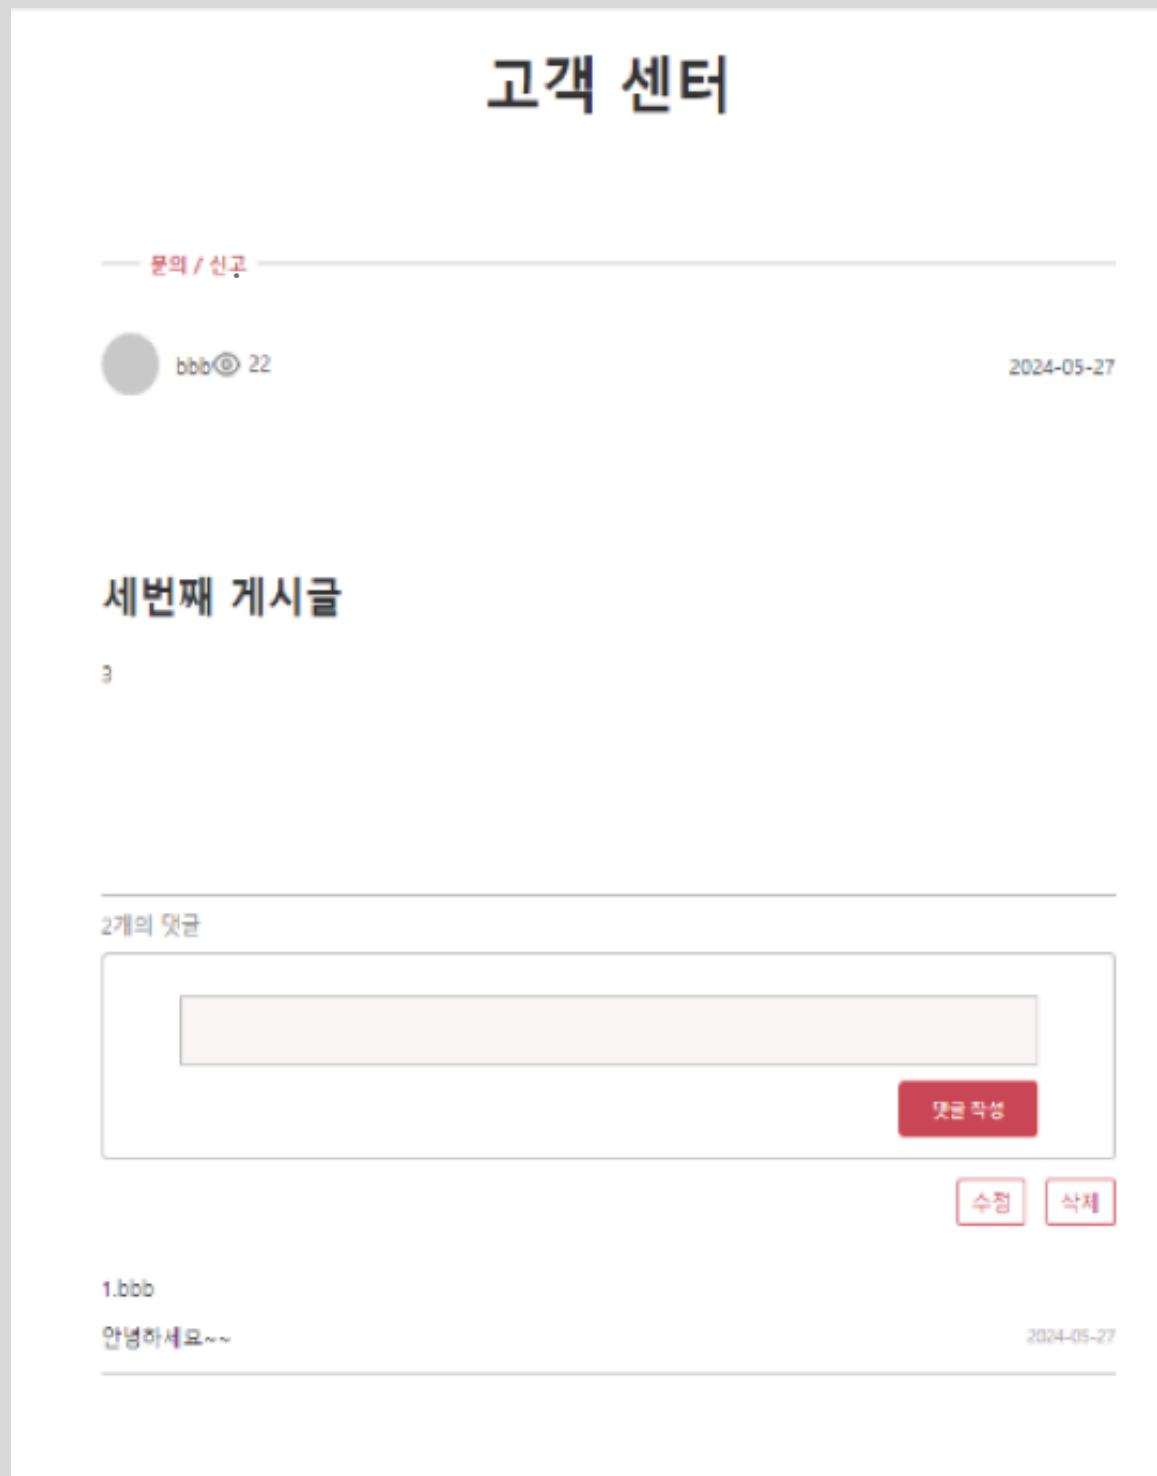 고객 센터
문의 / 신고
bbb 22 2024-05-27
세번째 게시글
3
2개의 댓글
댓글 작성
수정 삭제
1.bbb
안녕하세요~~ 2024-05-27